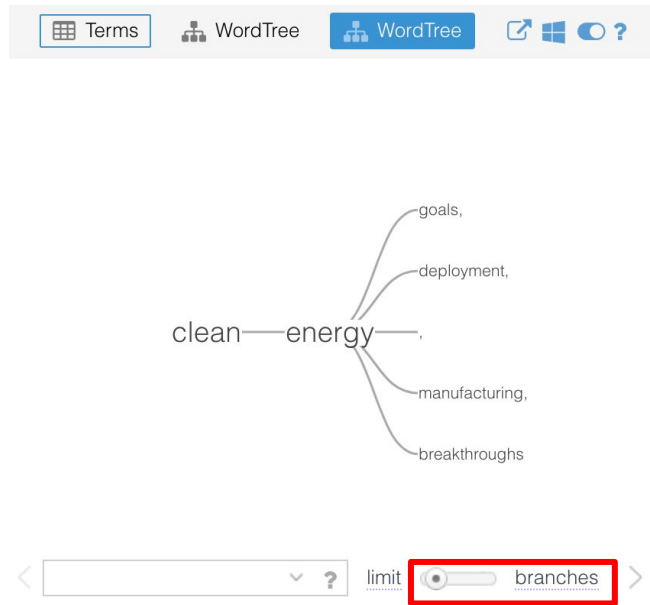 Terms WordTree WordTree ?
goals,
deployment,
clean energy ,
manufacturing,
breakthroughs
? limit branches